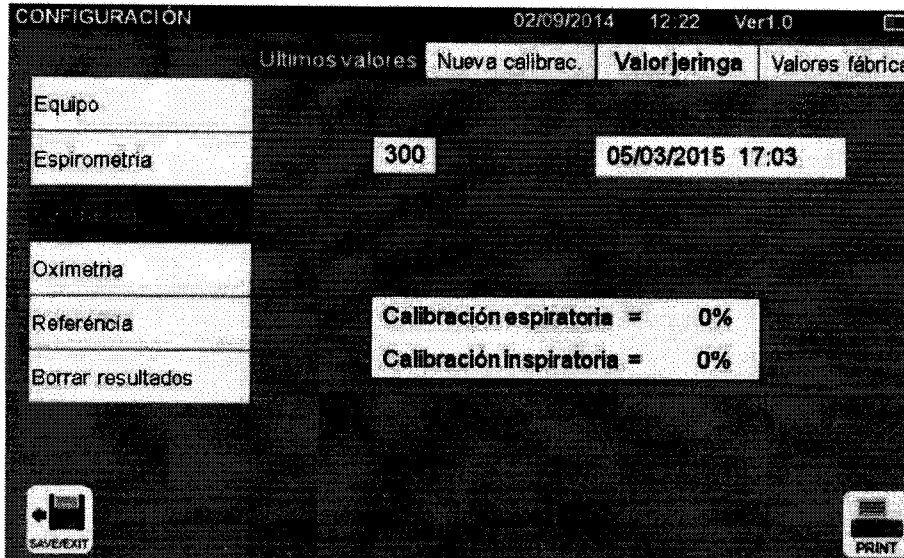 CONFIGURACIÓN 02/09/2014 12:22 Ver1.0
Ultimos valores Nueva calibrac. Valor jeringa Valores fábrica
Equipo
Espirometria 300 05/03/2015 17:03
Oximetria
Referéncia Calibración espiratoria = 0%
Calibración inspiratoria = 0%
Borrar resultados
SAVE/EXIT PRINT